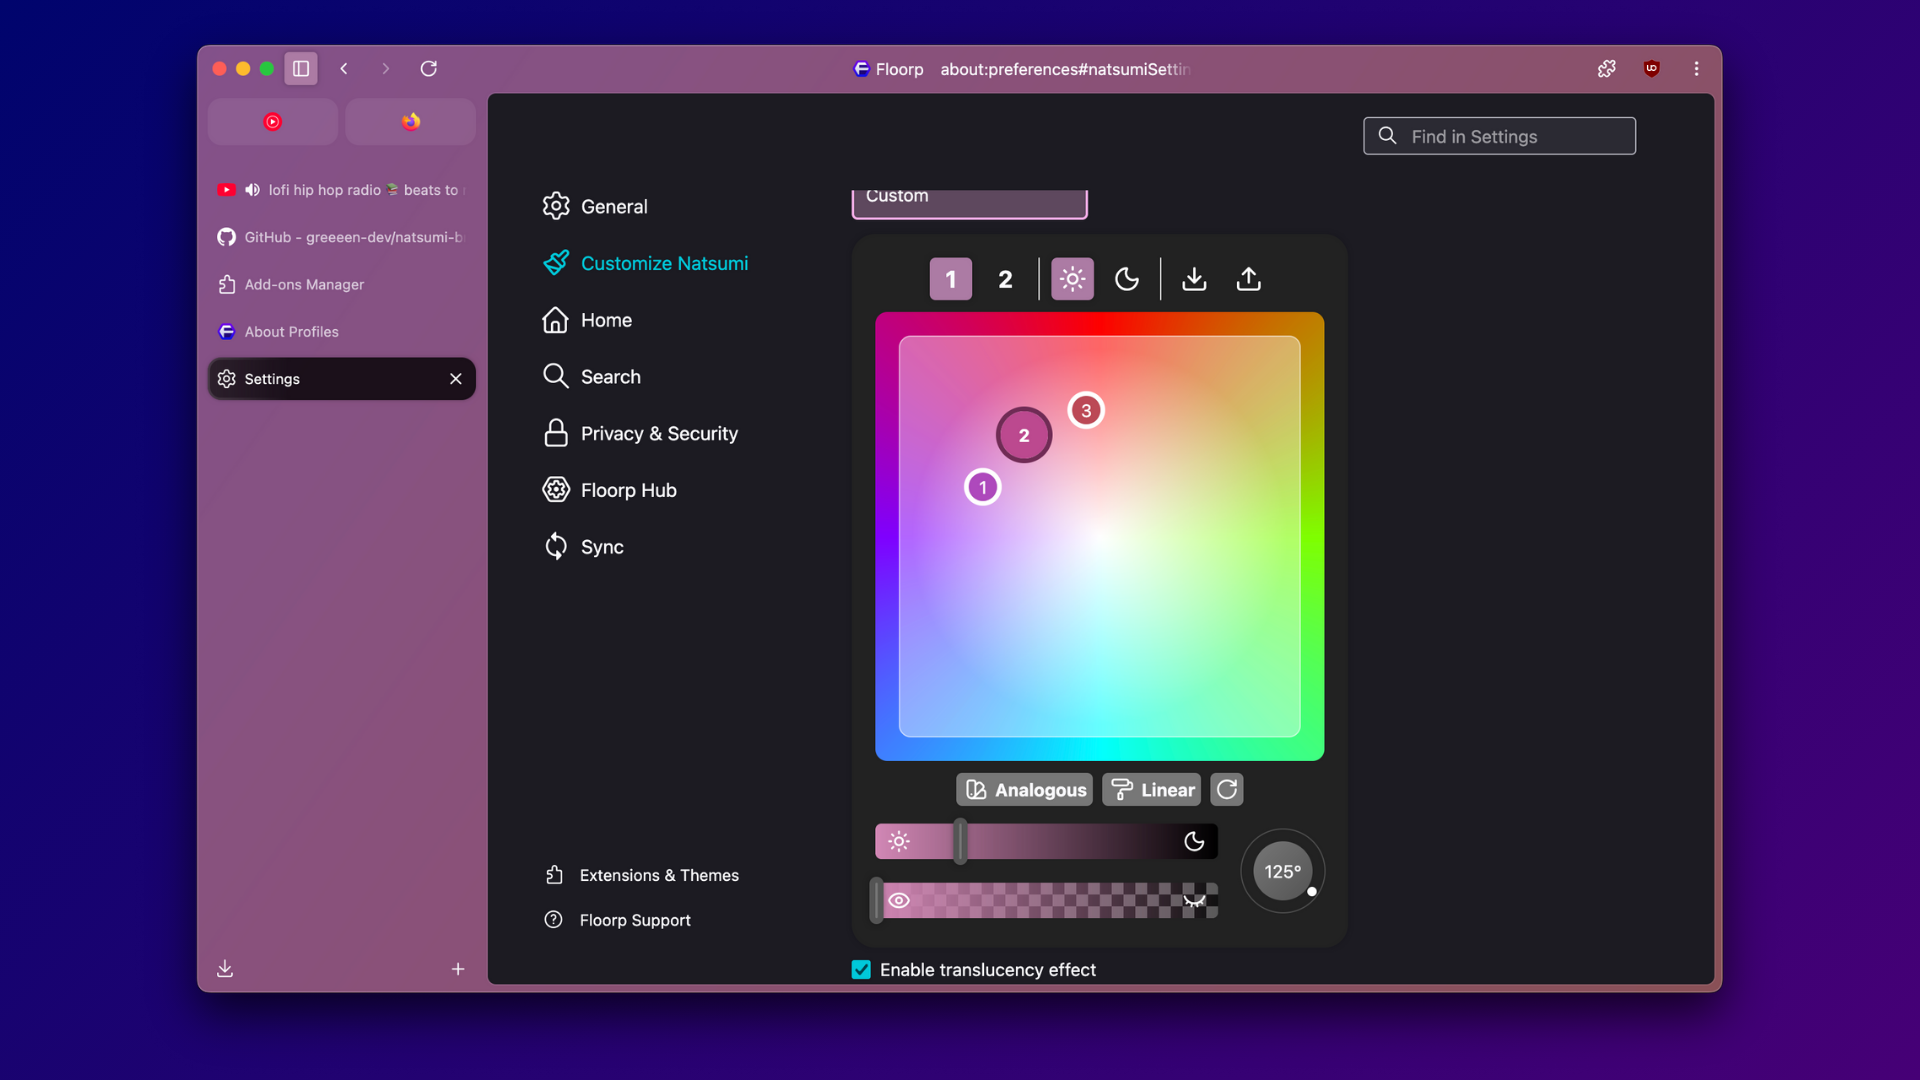 Floorp about:preferences#natsumiSettin
lofi hip hop radio 📚 beats to
GitHub - greeeen-dev/natsumi-b
Add-ons Manager
About Profiles
Settings
Find in Settings
General
Customize Natsumi
Home
Search
Privacy & Security
Floorp Hub
Sync
Extensions & Themes
Floorp Support
Custom
1 2
3
2
1
Analogous Linear
125°
Enable translucency effect